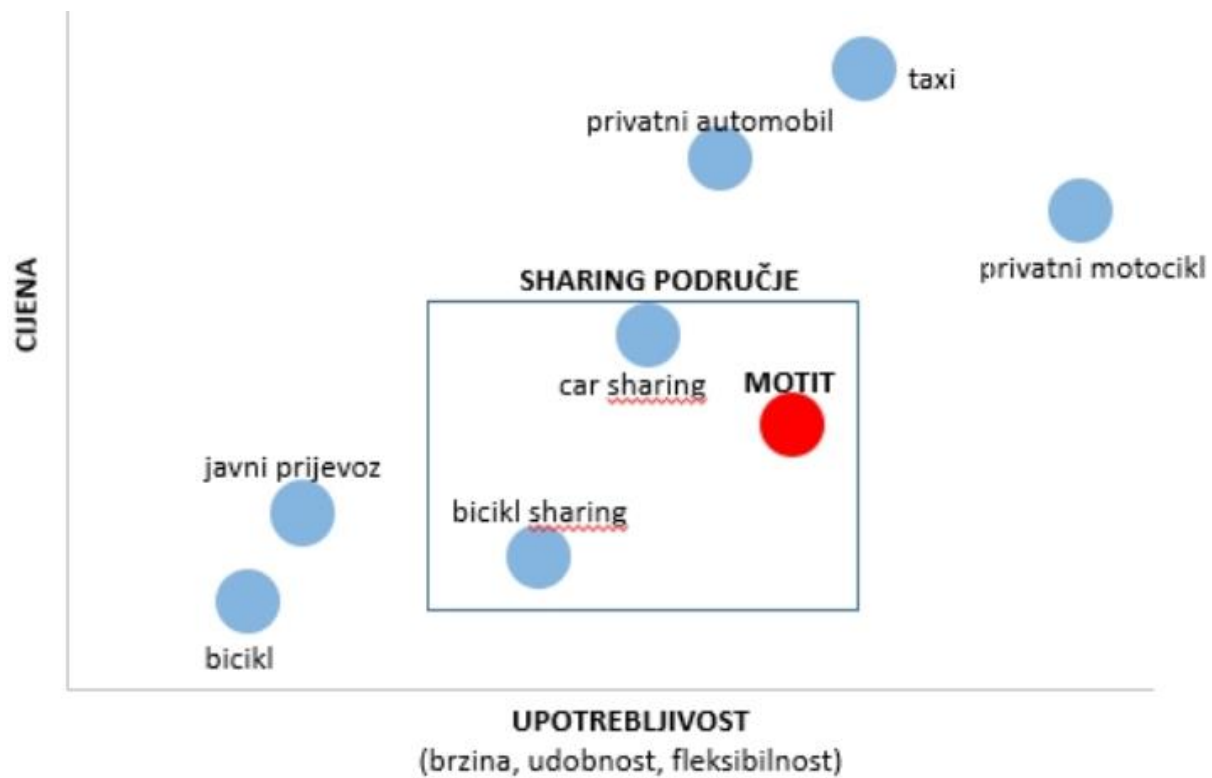 taxi
privatni automobil
CIJENA
privatni motocikl
SHARING PODRUČJE
car sharing
MOTIT
javni prijevoz
bicikl sharing
bicikl
UPOTREBLJIVOST
(brzina, udobnost, fleksibilnost)